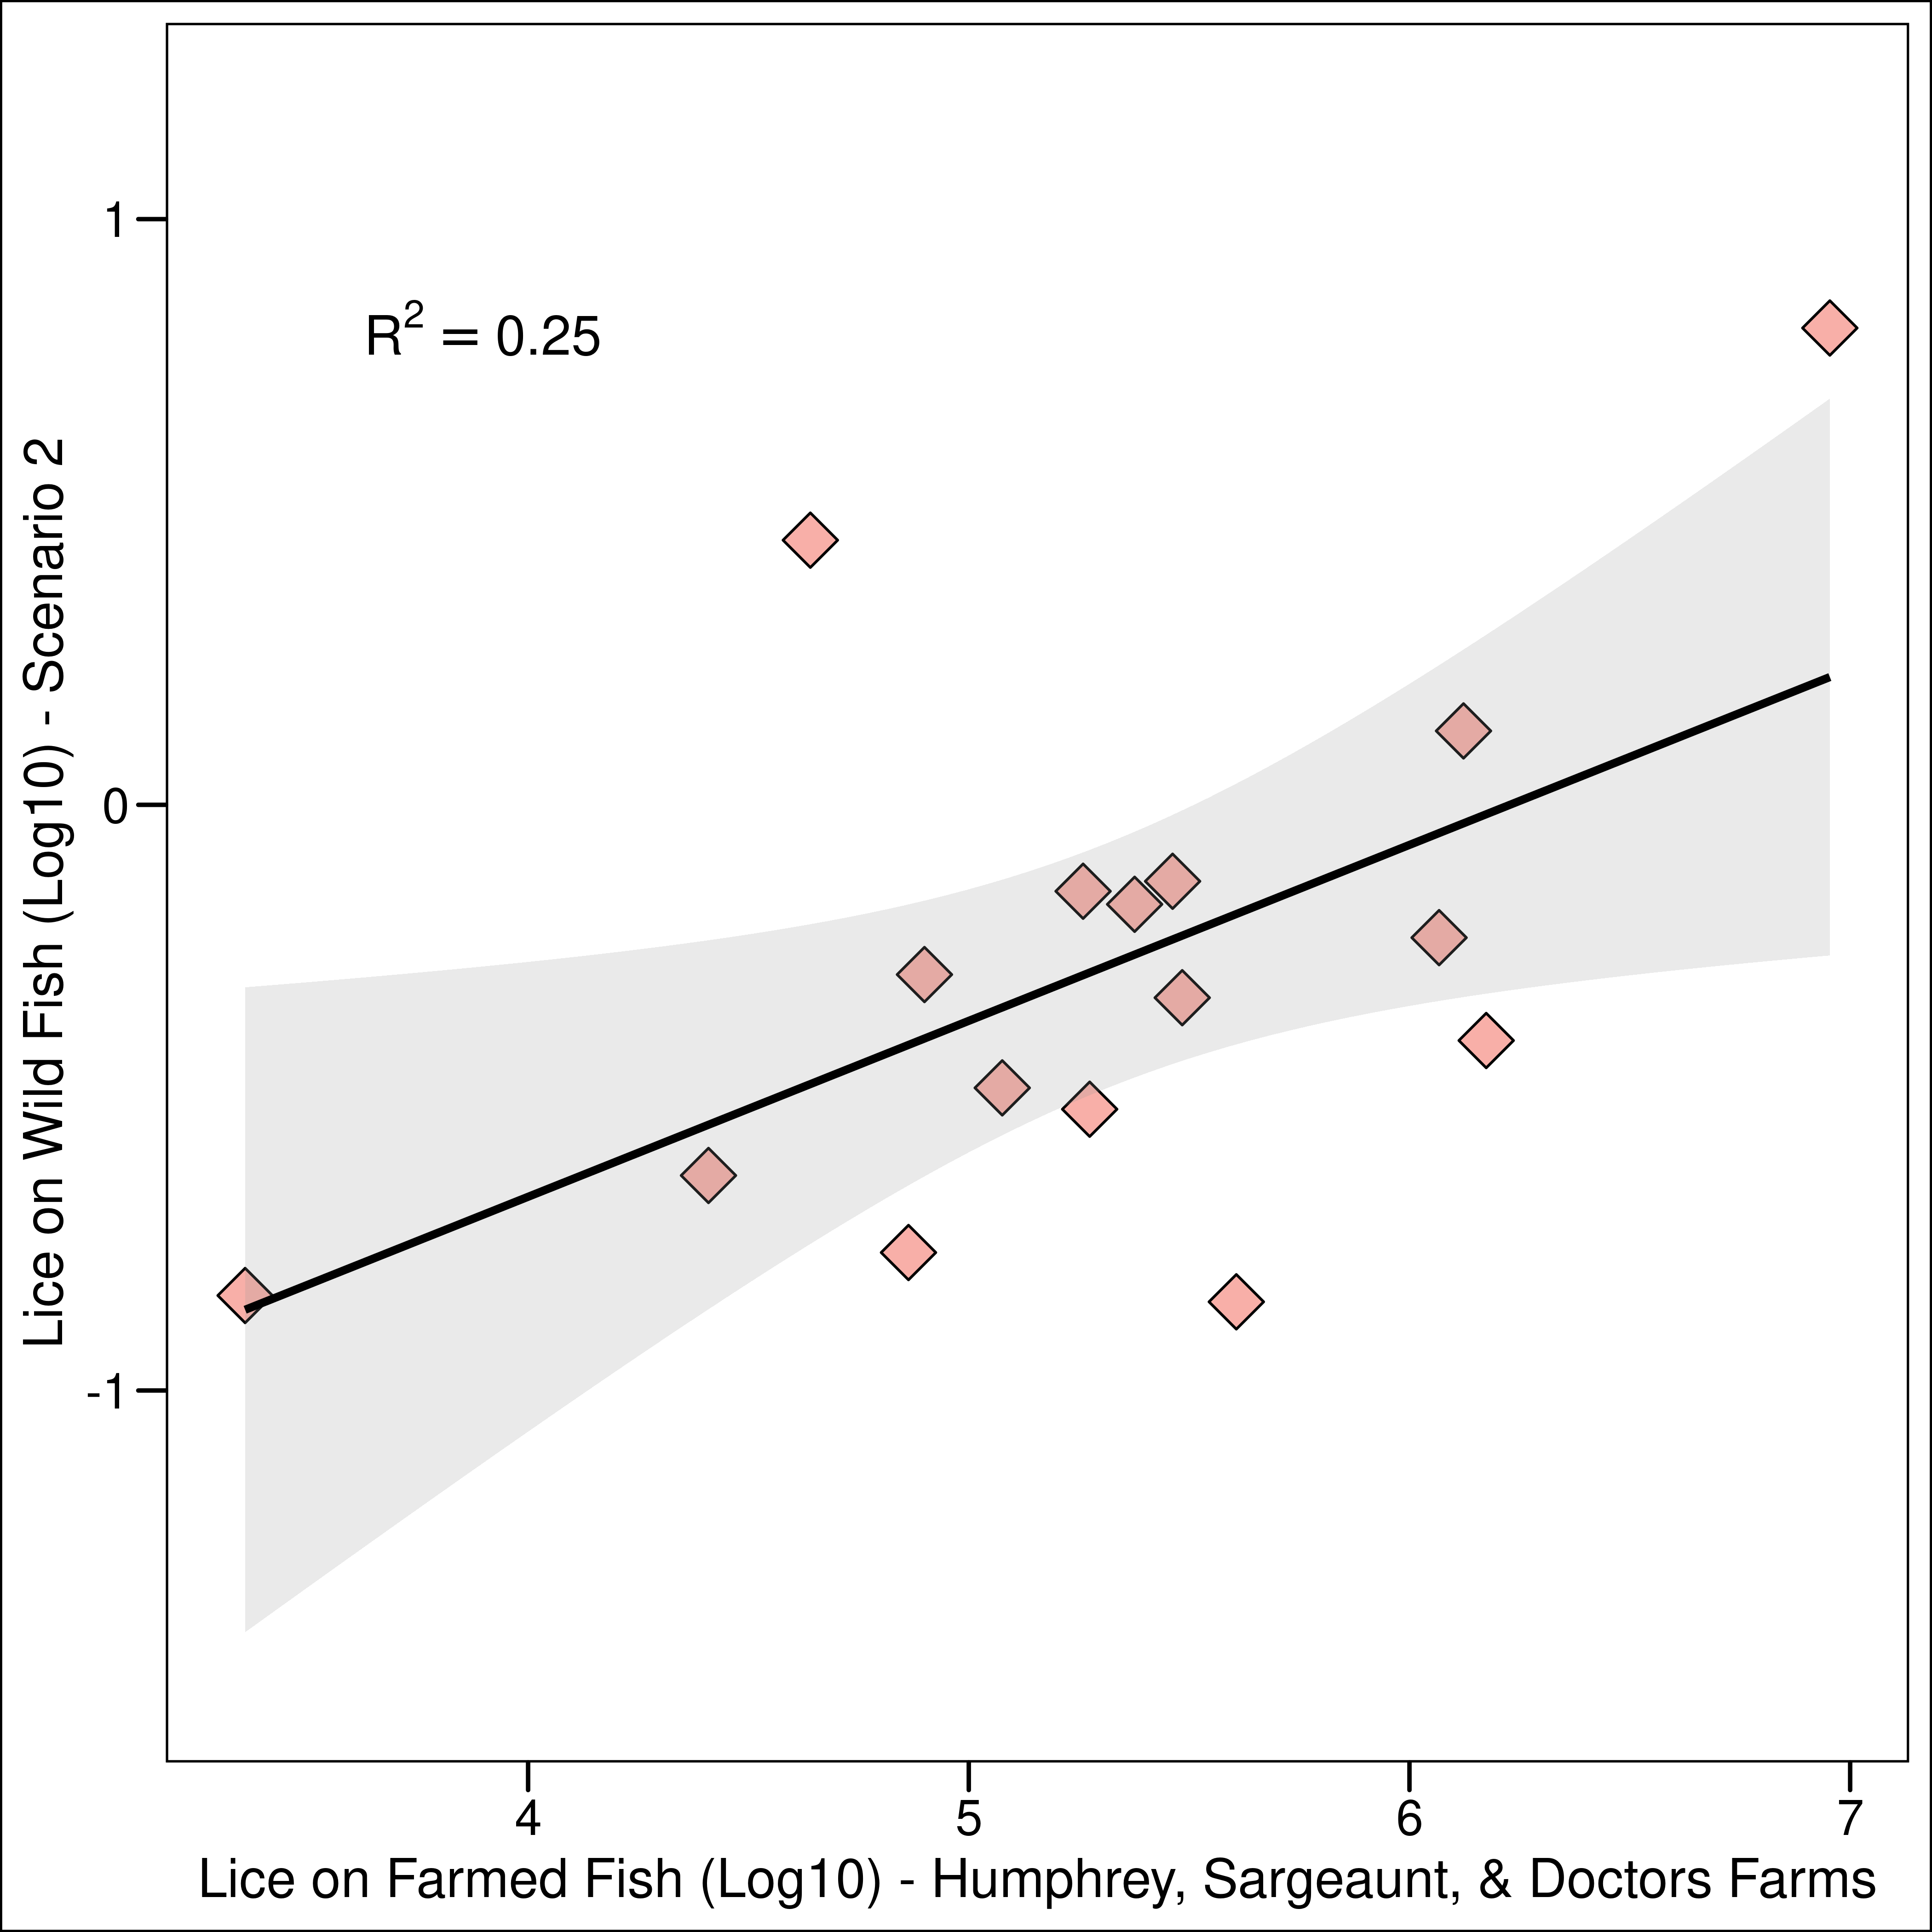 Lice on Wild Fish (Log10) - Scenario 2
1
0
-1
R² = 0.25
4 5 6 7
Lice on Farmed Fish (Log10) - Humphrey, Sargeaunt, & Doctors Farms